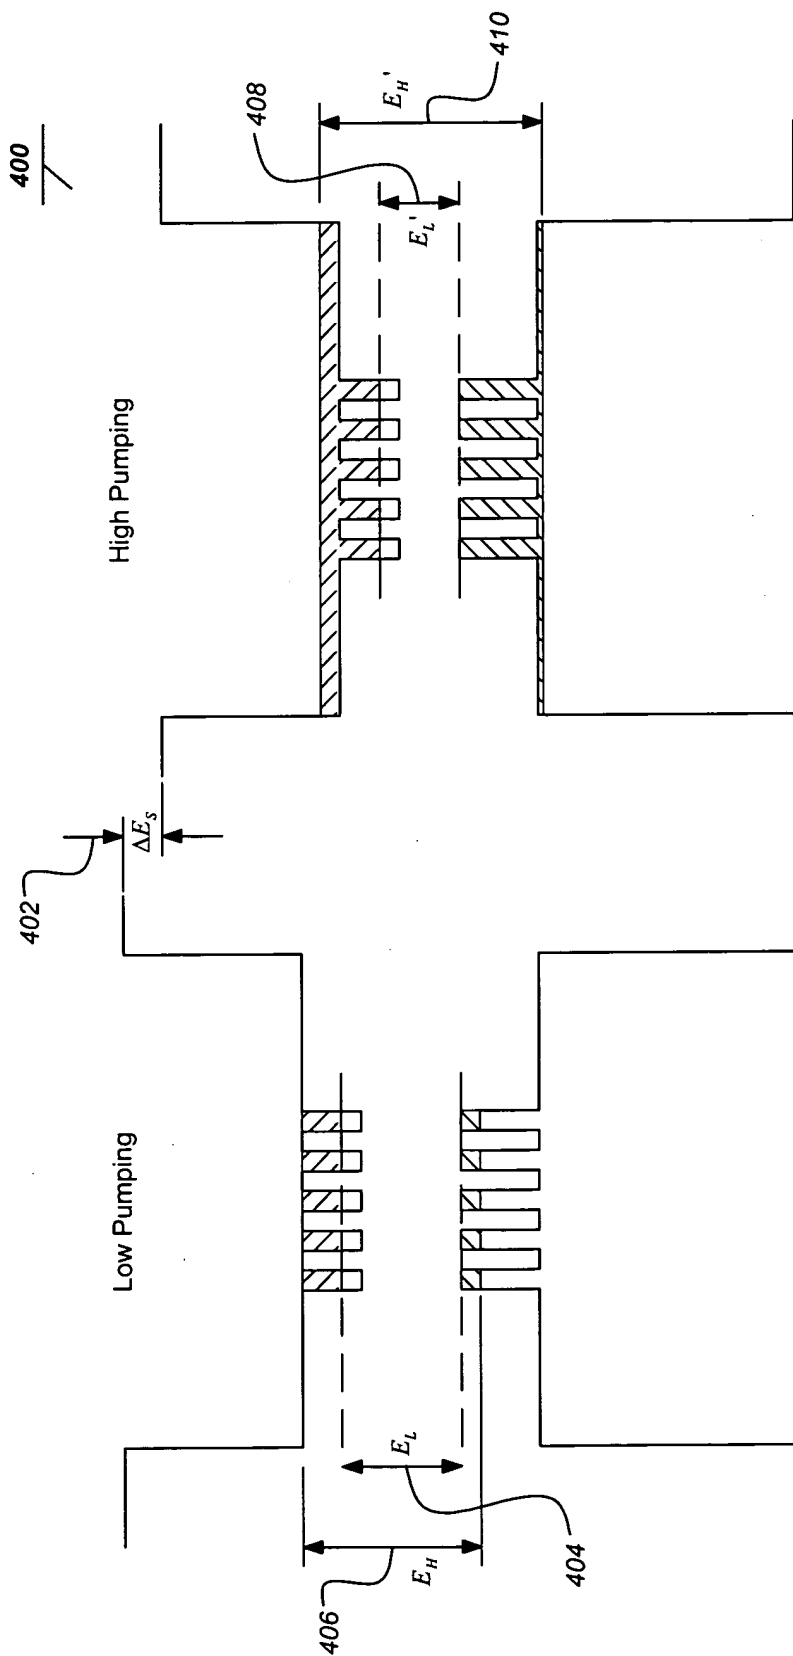 400
Low Pumping
High Pumping
402
ΔE_S
406
E_H
E_L
404
408
E_L'
E_H'
410